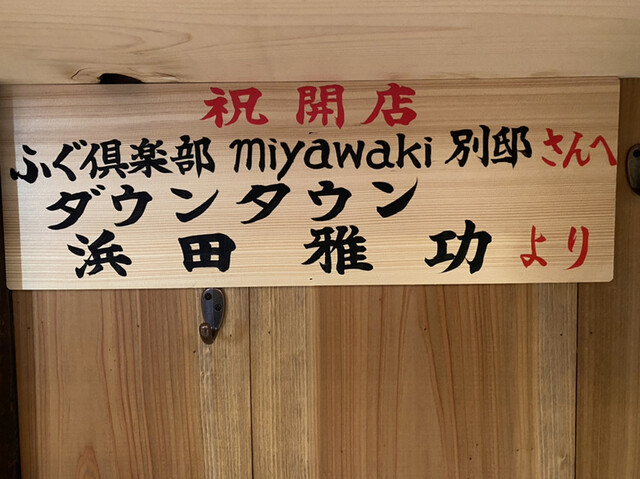 祝開店
ふぐ倶楽部 miyawaki 別邸さんへ
ダウンタウン
浜田雅功より